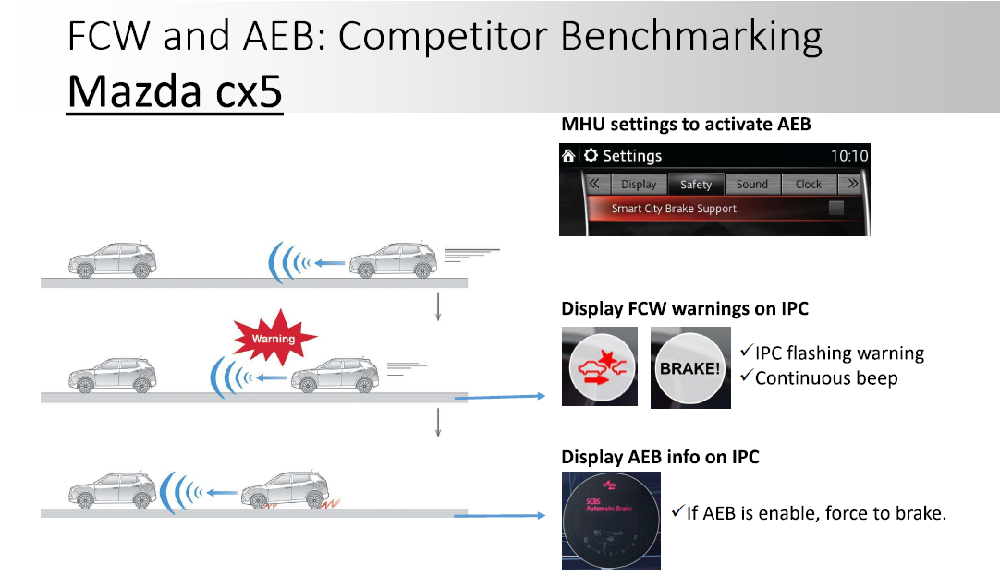 FCW and AEB: Competitor Benchmarking
Mazda cx5
MHU settings to activate AEB
Settings
10:10
Display
Safety
Sound
Clock
Smart City Brake Support
Warning
Display FCW warnings on IPC
BRAKE!
IPC flashing warning
Continuous beep
Display AEB info on IPC
SCBS
Automatic Brake
If AEB is enable, force to brake.